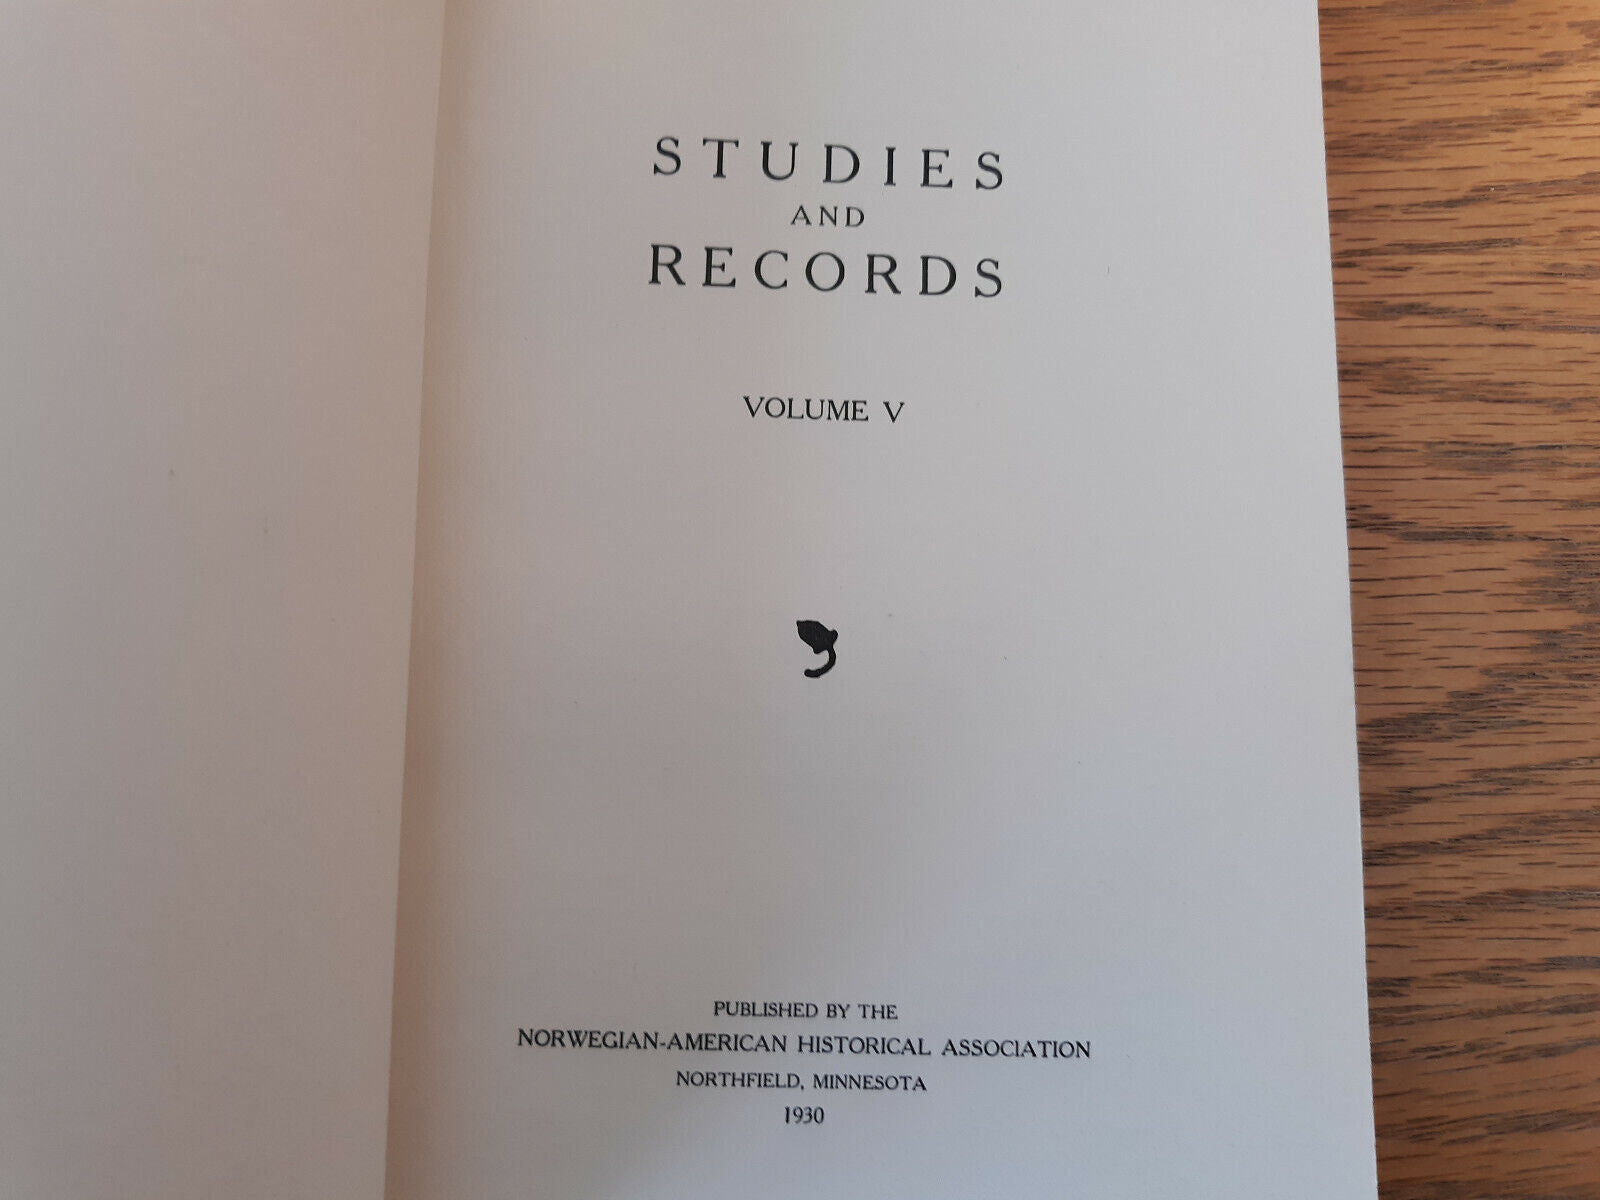 STUDIES
AND
RECORDS
VOLUME V
PUBLISHED BY THE
NORWEGIAN-AMERICAN HISTORICAL ASSOCIATION
NORTHFIELD, MINNESOTA
1930